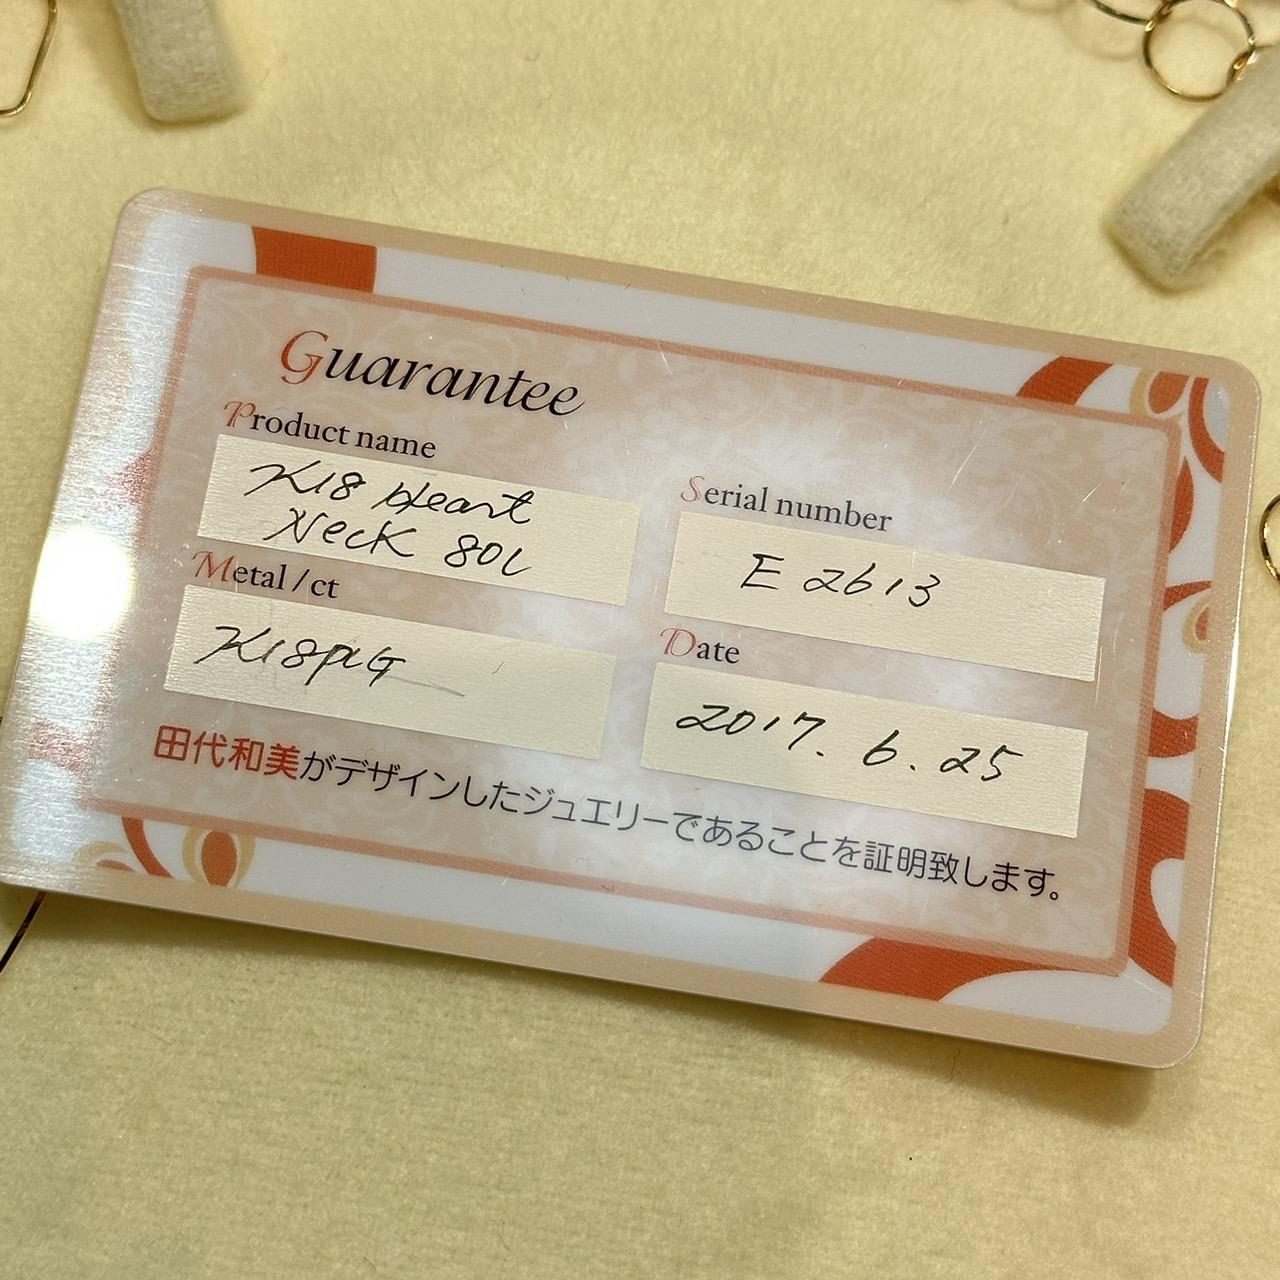 Guarantee
Product name
K18 Heart
Neck 80L
Metal / ct
K18PG
Serial number
E 2613
Date
2017. 6. 25
田代和美がデザインしたジュエリーであることを証明致します。